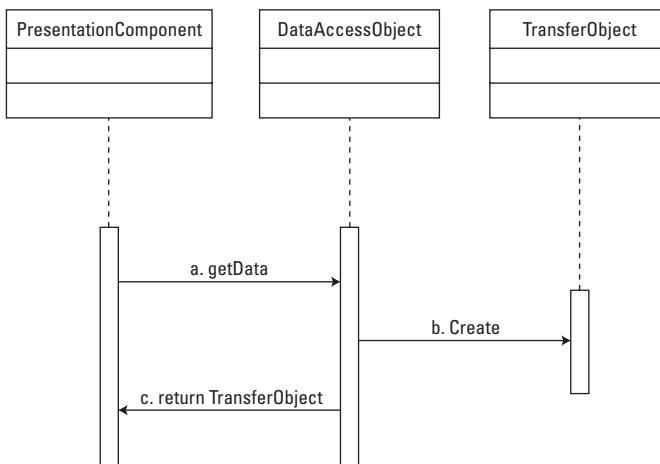 PresentationComponent
DataAccessObject
TransferObject
a. getData
b. Create
c. return TransferObject